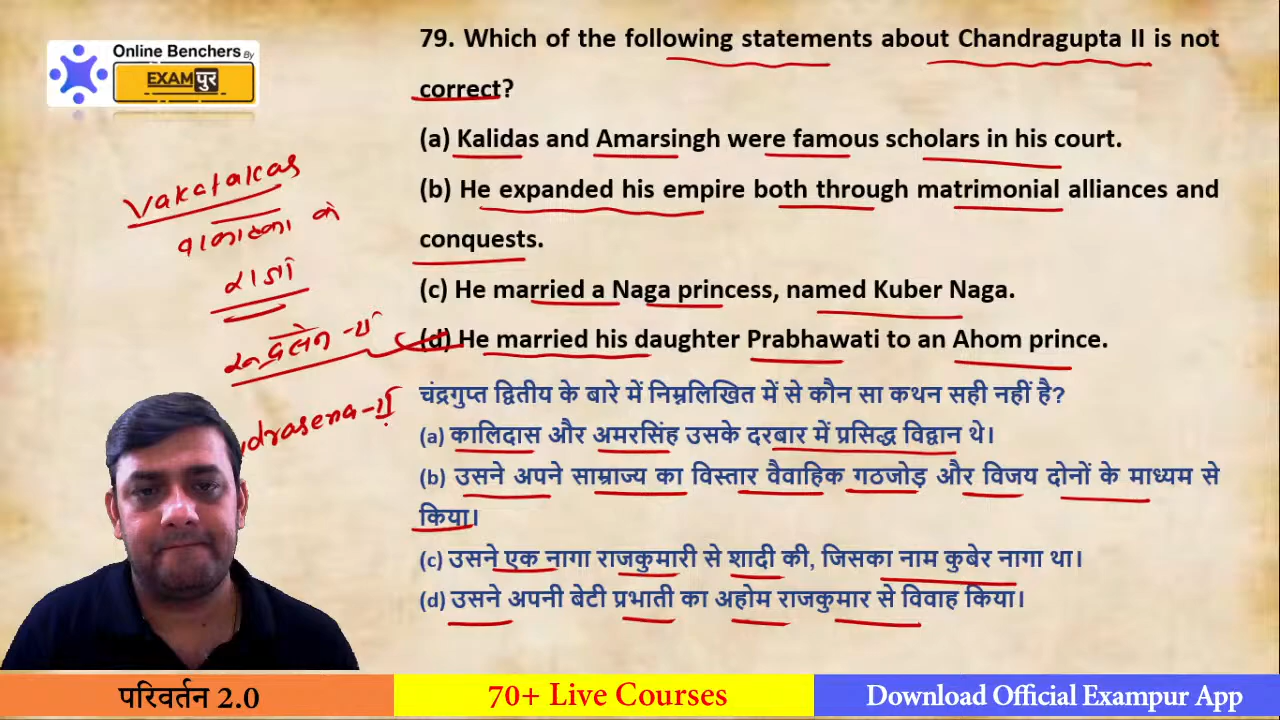 Online Benchers By
EXAMपुर
79. Which of the following statements about Chandragupta II is not
correct?
(a) Kalidas and Amarsingh were famous scholars in his court.
(b) He expanded his empire both through matrimonial alliances and
conquests.
(c) He married a Naga princess, named Kuber Naga.
(d) He married his daughter Prabhawati to an Ahom prince.
चंद्रगुप्त द्वितीय के बारे में निम्नलिखित में से कौन सा कथन सही नहीं है?
(a) कालिदास और अमरसिंह उसके दरबार में प्रसिद्ध विद्वान थे।
(b) उसने अपने साम्राज्य का विस्तार वैवाहिक गठजोड़ और विजय दोनों के माध्यम से
किया।
(c) उसने एक नागा राजकुमारी से शादी की, जिसका नाम कुबेर नागा था।
(d) उसने अपनी बेटी प्रभाती का अहोम राजकुमार से विवाह किया।
Vakatakas
राजा
drasena-II
परिवर्तन 2.0
70+ Live Courses
Download Official Exampur App